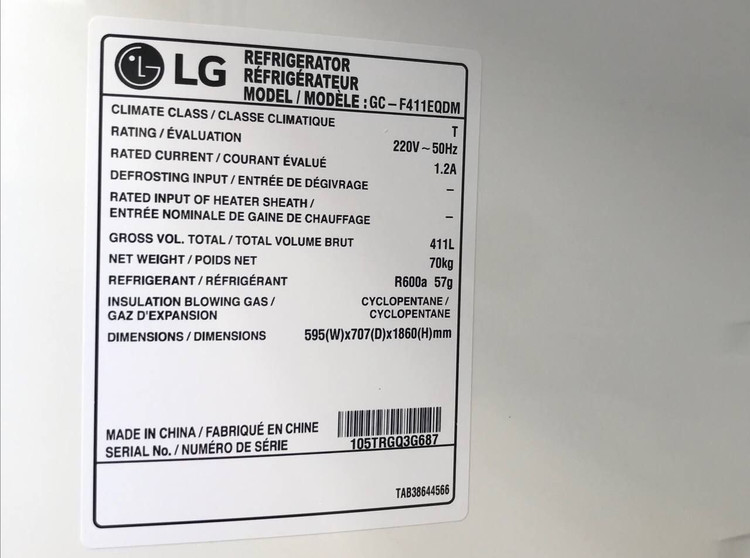 LG REFRIGERATOR
RÉFRIGÉRATEUR
MODEL / MODÈLE : GC – F411EQDM
CLIMATE CLASS / CLASSE CLIMATIQUE T
RATING / ÉVALUATION 220V ~ 50Hz
RATED CURRENT / COURANT ÉVALUÉ 1.2A
DEFROSTING INPUT / ENTRÉE DE DÉGIVRAGE –
RATED INPUT OF HEATER SHEATH /
ENTRÉE NOMINALE DE GAINE DE CHAUFFAGE –
GROSS VOL. TOTAL / TOTAL VOLUME BRUT 411L
NET WEIGHT / POIDS NET 70kg
REFRIGERANT / RÉFRIGÉRANT R600a 57g
INSULATION BLOWING GAS / CYCLOPENTANE /
GAZ D'EXPANSION CYCLOPENTANE
DIMENSIONS / DIMENSIONS 595(W)x707(D)x1860(H)mm
MADE IN CHINA / FABRIQUÉ EN CHINE
SERIAL No. / NUMÉRO DE SÉRIE 105TRGQ3G687
TAB38644566